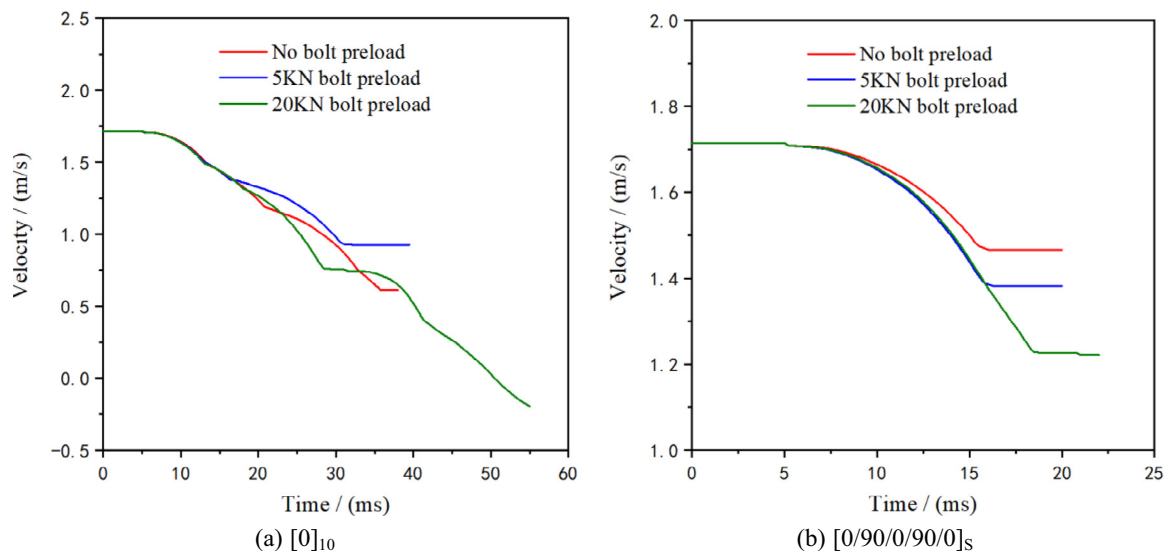 2.5
2.0
1.5
1.0
0.5
0.0
-0.5
Velocity / (m/s)
No bolt preload
5KN bolt preload
20KN bolt preload
0 10 20 30 40 50 60
Time / (ms)
(a) [0]10
2.0
1.8
1.6
1.4
1.2
1.0
Velocity / (m/s)
No bolt preload
5KN bolt preload
20KN bolt preload
0 5 10 15 20 25
Time / (ms)
(b) [0/90/0/90/0]S